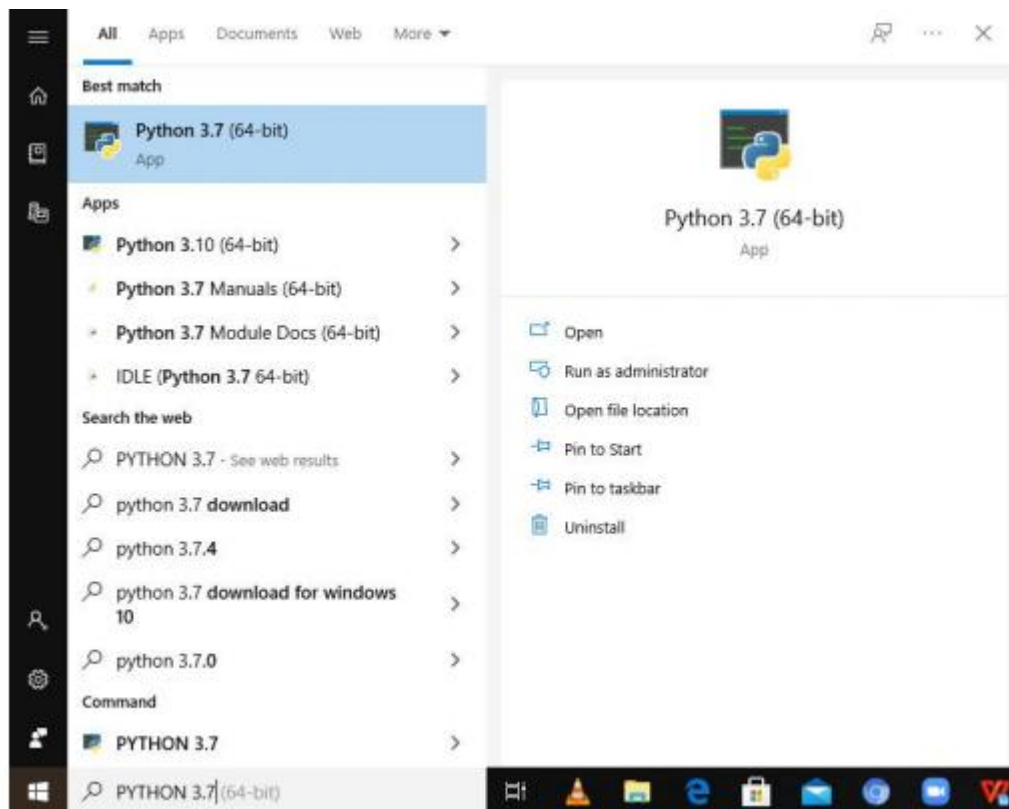 All Apps Documents Web More
Best match
Python 3.7 (64-bit)
App
Apps
Python 3.10 (64-bit)
Python 3.7 Manuals (64-bit)
Python 3.7 Module Docs (64-bit)
IDLE (Python 3.7 64-bit)
Search the web
PYTHON 3.7 - See web results
python 3.7 download
python 3.7.4
python 3.7 download for windows
10
python 3.7.0
Command
PYTHON 3.7
PYTHON 3.7 (64-bit)
Python 3.7 (64-bit)
App
Open
Run as administrator
Open file location
Pin to Start
Pin to taskbar
Uninstall